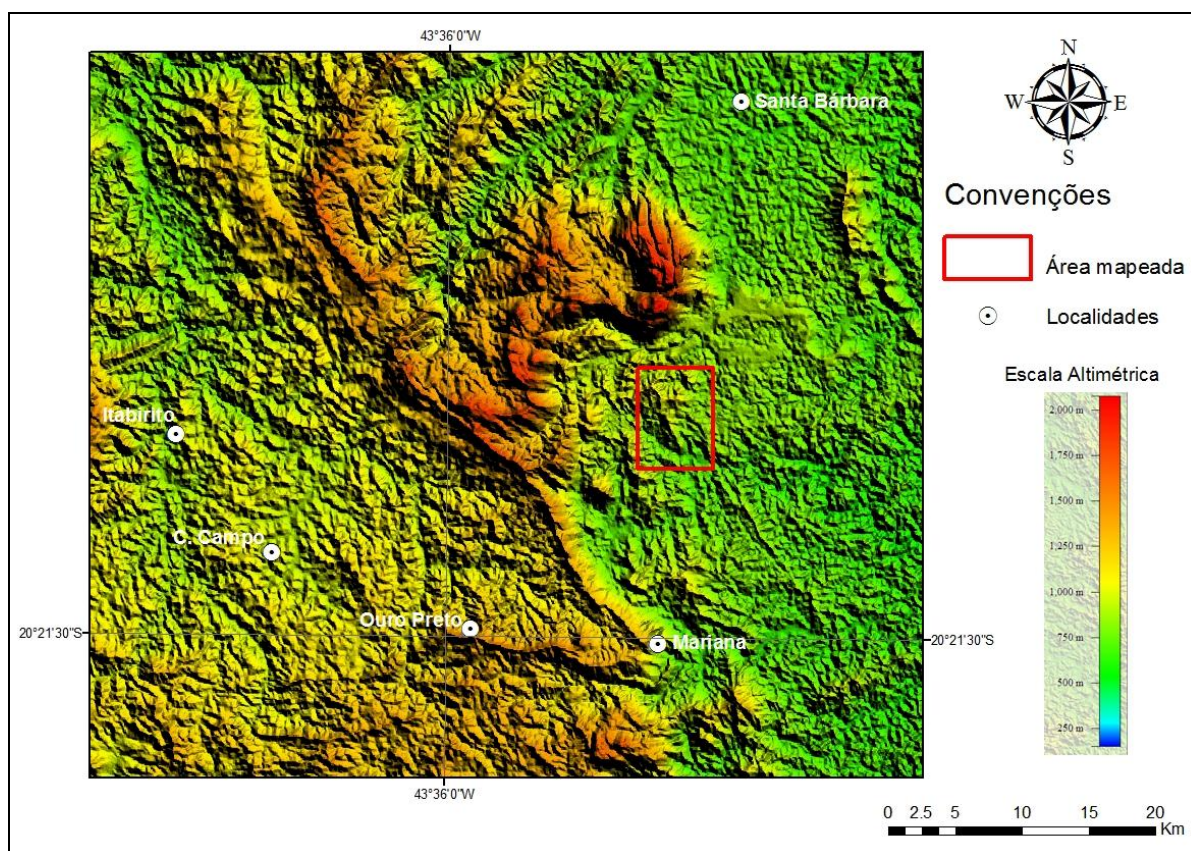 43°36'0"W
Santa Bárbara
Itabirito
C. Campo
Ouro Preto
Mariana
20°21'30"S
20°21'30"S
43°36'0"W
N
W E
S
Convenções
Área mapeada
Localidades
Escala Altimétrica
2,000 m
1,750 m
1,500 m
1,250 m
1,000 m
750 m
500 m
250 m
0 2.5 5 10 15 20
Km